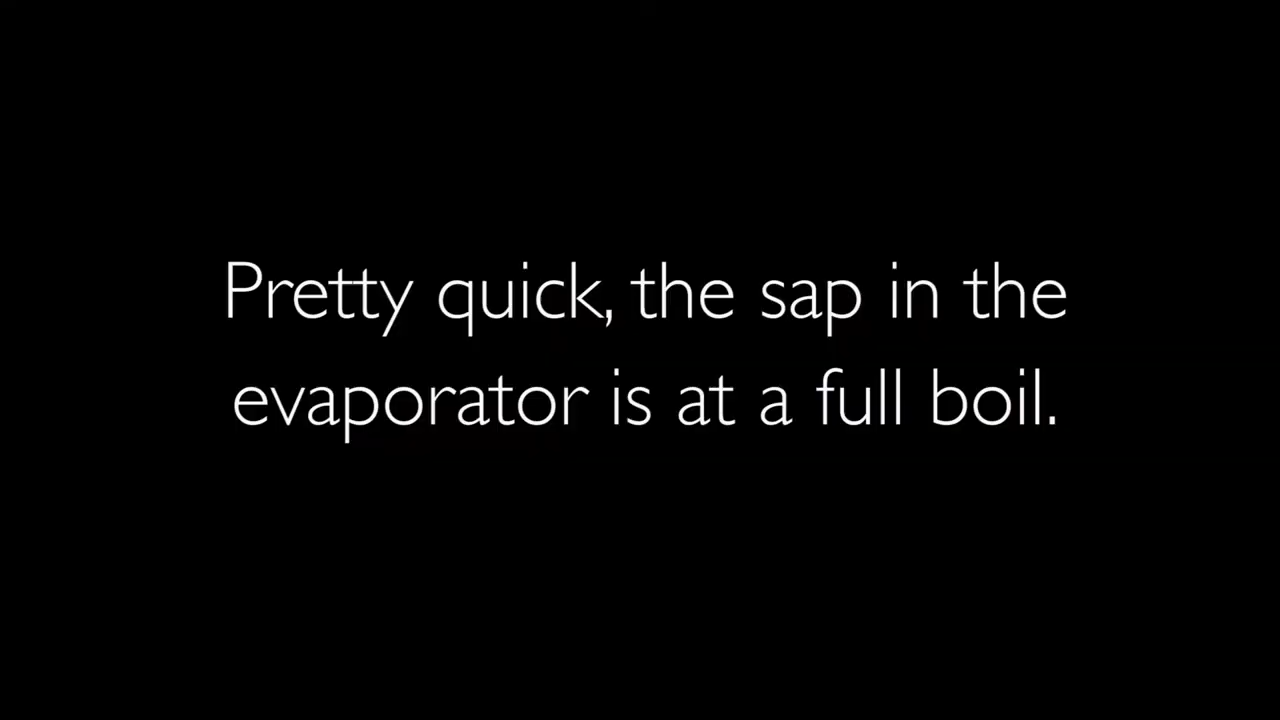 Pretty quick, the sap in the
evaporator is at a full boil.